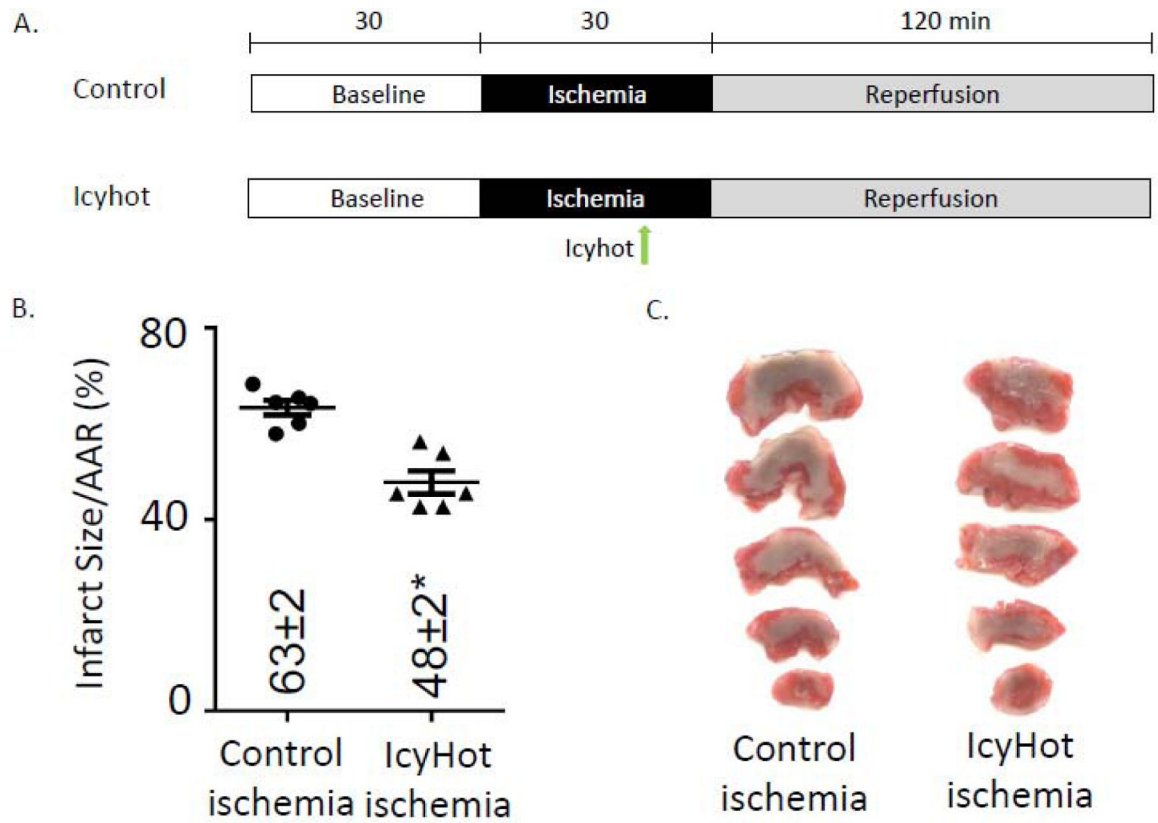 A.
30 30 120 min
Control Baseline Ischemia Reperfusion
Icyhot Baseline Ischemia Reperfusion
Icyhot
B.
Infarct Size/AAR (%)
80
40
0
63±2
48±2*
Control
ischemia
IcyHot
ischemia
C.
Control
ischemia
IcyHot
ischemia